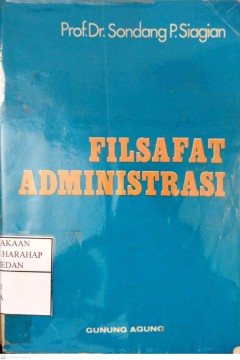 Prof.Dr. Sondang P. Siagian
FILSAFAT
ADMINISTRASI
AKAAN
HARAHAP
EDAN
GUNUNG AGUNG